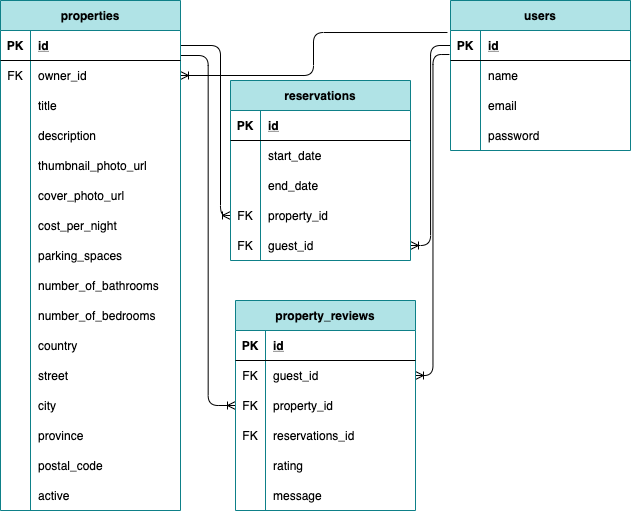 properties
PK id
FK owner_id
title
description
thumbnail_photo_url
cover_photo_url
cost_per_night
parking_spaces
number_of_bathrooms
number_of_bedrooms
country
street
city
province
postal_code
active
reservations
PK id
start_date
end_date
FK property_id
FK guest_id
property_reviews
PK id
FK guest_id
FK property_id
FK reservations_id
rating
message
users
PK id
name
email
password